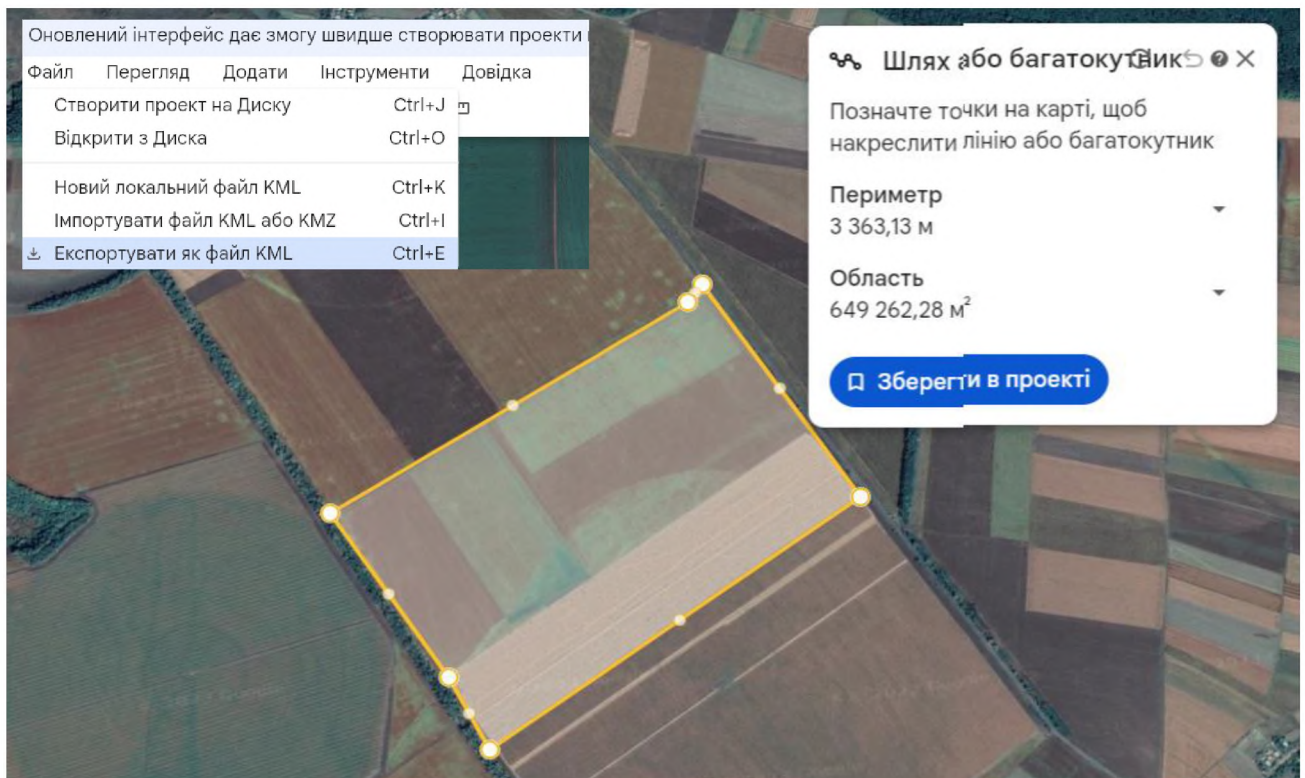 Оновлений інтерфейс дає змогу швидше створювати проекти
Файл Перегляд Додати Інструменти Довідка
Створити проект на Диску Ctrl+J
Відкрити з Диска Ctrl+O
Новий локальний файл KML Ctrl+K
Імпортувати файл KML або KMZ Ctrl+I
Експортувати як файл KML Ctrl+E
Шлях або багатокутник
Позначте точки на карті, щоб
накреслити лінію або багатокутник
Периметр
3 363,13 м
Область
649 262,28 м²
Зберегти в проекті